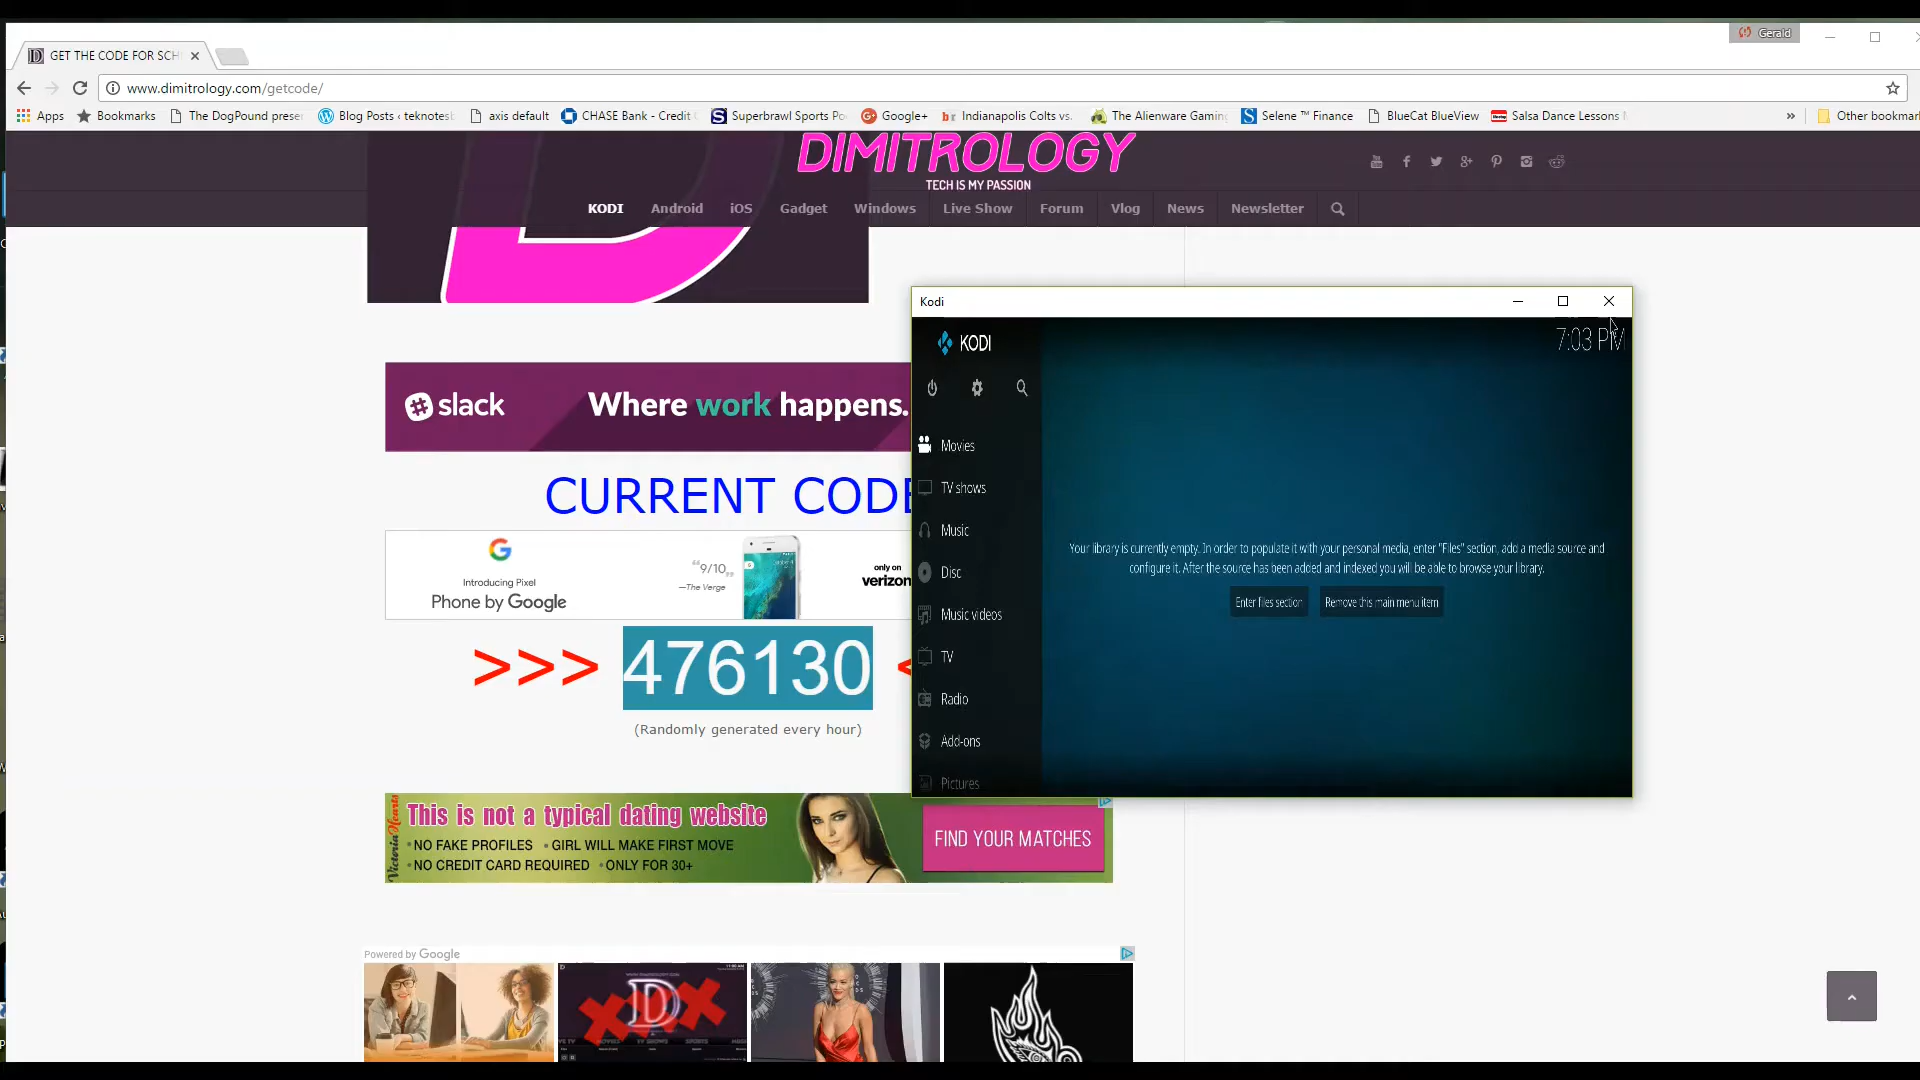 Gerald
GET THE CODE FOR SCH
www.dimitrology.com/getcode/
Apps
Bookmarks
The DogPound prese
Blog Posts ‹ teknotes
axis default
CHASE Bank - Credit
Superbrawl Sports Po
Google+
Indianapolis Colts vs.
The Alienware Gamin
Selene ™ Finance
BlueCat BlueView
Salsa Dance Lessons
»
Other bookmar
DIMITROLOGY
TECH IS MY PASSION
KODI
Android
iOS
Gadget
Windows
Live Show
Forum
Vlog
News
Newsletter
slack
Where work happens.
CURRENT CODE
Introducing Pixel
Phone by Google
"9/10"
—The Verge
only on
verizon
>>> 476130 <
(Randomly generated every hour)
Kodi
KODI
7:03 PM
Movies
TV shows
Music
Disc
Music videos
TV
Radio
Add-ons
Pictures
Your library is currently empty. In order to populate it with your personal media, enter "Files" section, add a media source and
configure it. After the source has been added and indexed you will be able to browse your library.
Enter files section
Remove this main menu item
VictoriaHearts
This is not a typical dating website
•NO FAKE PROFILES •GIRL WILL MAKE FIRST MOVE
•NO CREDIT CARD REQUIRED •ONLY FOR 30+
FIND YOUR MATCHES
Powered by Google